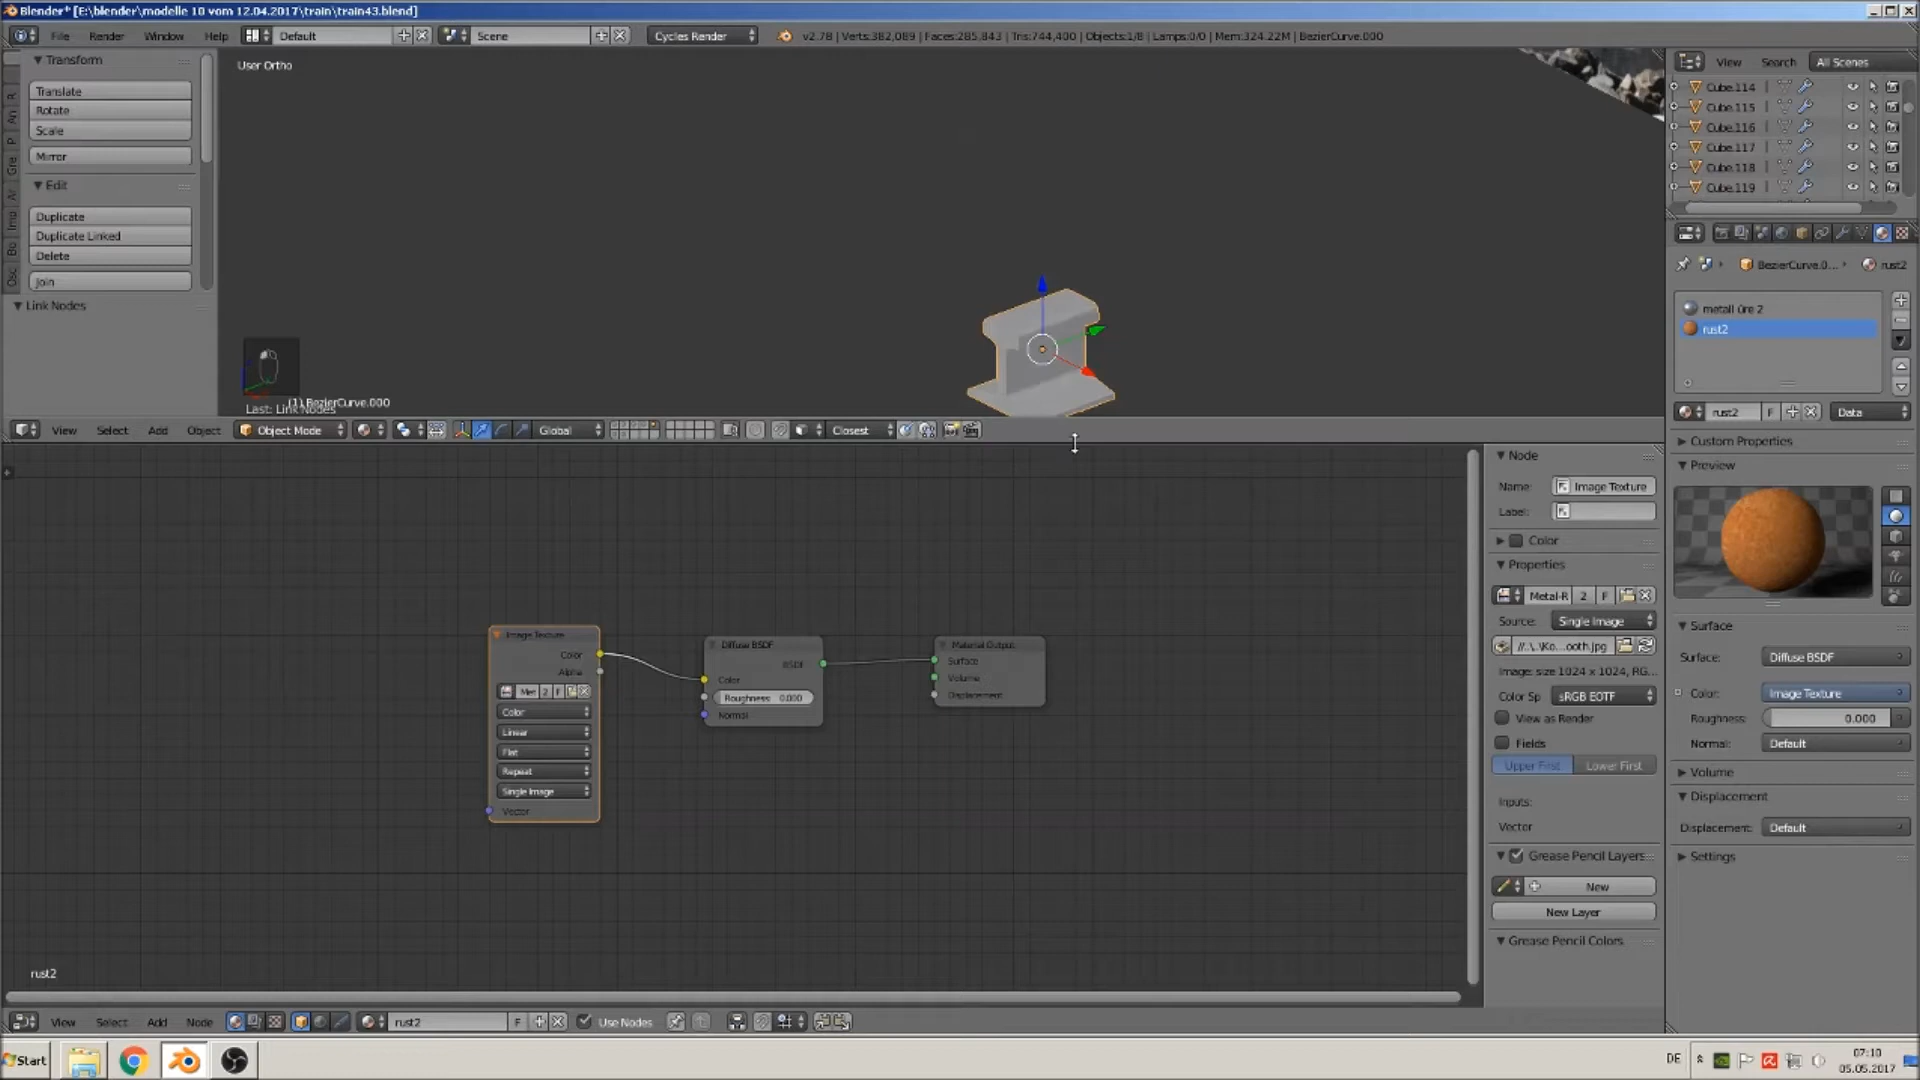 Blender* [E:\blender\modelle 10 vom 12.04.2017\train\train43.blend]
File Render Window Help Default Scene Cycles Render v2.78 | Verts:382,089 | Faces:285,843 | Tris:744,400 | Objects:1/8 | Lamps:0/0 | Mem:324.22M | BezierCurve.000
Transform
Translate
Rotate
Scale
Mirror
Edit
Duplicate
Duplicate Linked
Delete
Join
Link Nodes
User Ortho
(1) BezierCurve.000
Last: Link Nodes
View Select Add Object Object Mode Global Closest
View Search All Scenes
Cube.114
Cube.115
Cube.116
Cube.117
Cube.118
Cube.119
BezierCurve.0... rust2
rust2
rust2 F Data
Custom Properties
Preview
Surface
Surface: Diffuse BSDF
Color: Image Texture
Roughness: 0.000
Normal: Default
Volume
Displacement
Displacement: Default
Settings
Node
Name: Image Texture
Label:
Color
Properties
Metal-R 2 F
Source: Single Image
//..\..\Ko...ooth.jpg
Image: size 1024 x 1024, RG...
Color Sp sRGB EOTF
View as Render
Fields
Upper First Lower First
Inputs:
Vector
Grease Pencil Layers
New
New Layer
Grease Pencil Colors
Image Texture
Color
Alpha
Met 2 F
Color
Linear
Flat
Repeat
Single Image
Vector
Diffuse BSDF
BSDF
Color
Roughness: 0.000
Normal
Material Output
Surface
Volume
Displacement
rust2
View Select Add Node rust2 F Use Nodes
Start
DE
07:10
05.05.2017